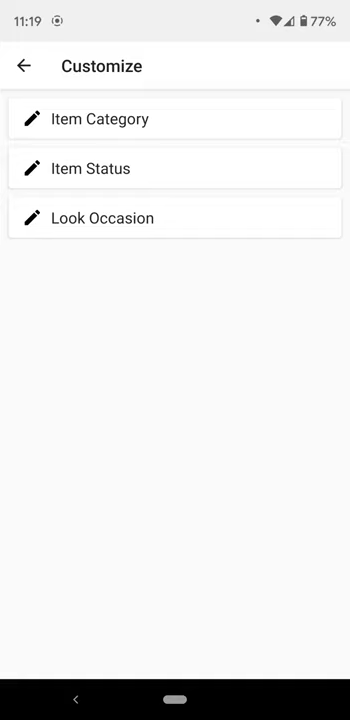 11:19
77%
Customize
Item Category
Item Status
Look Occasion